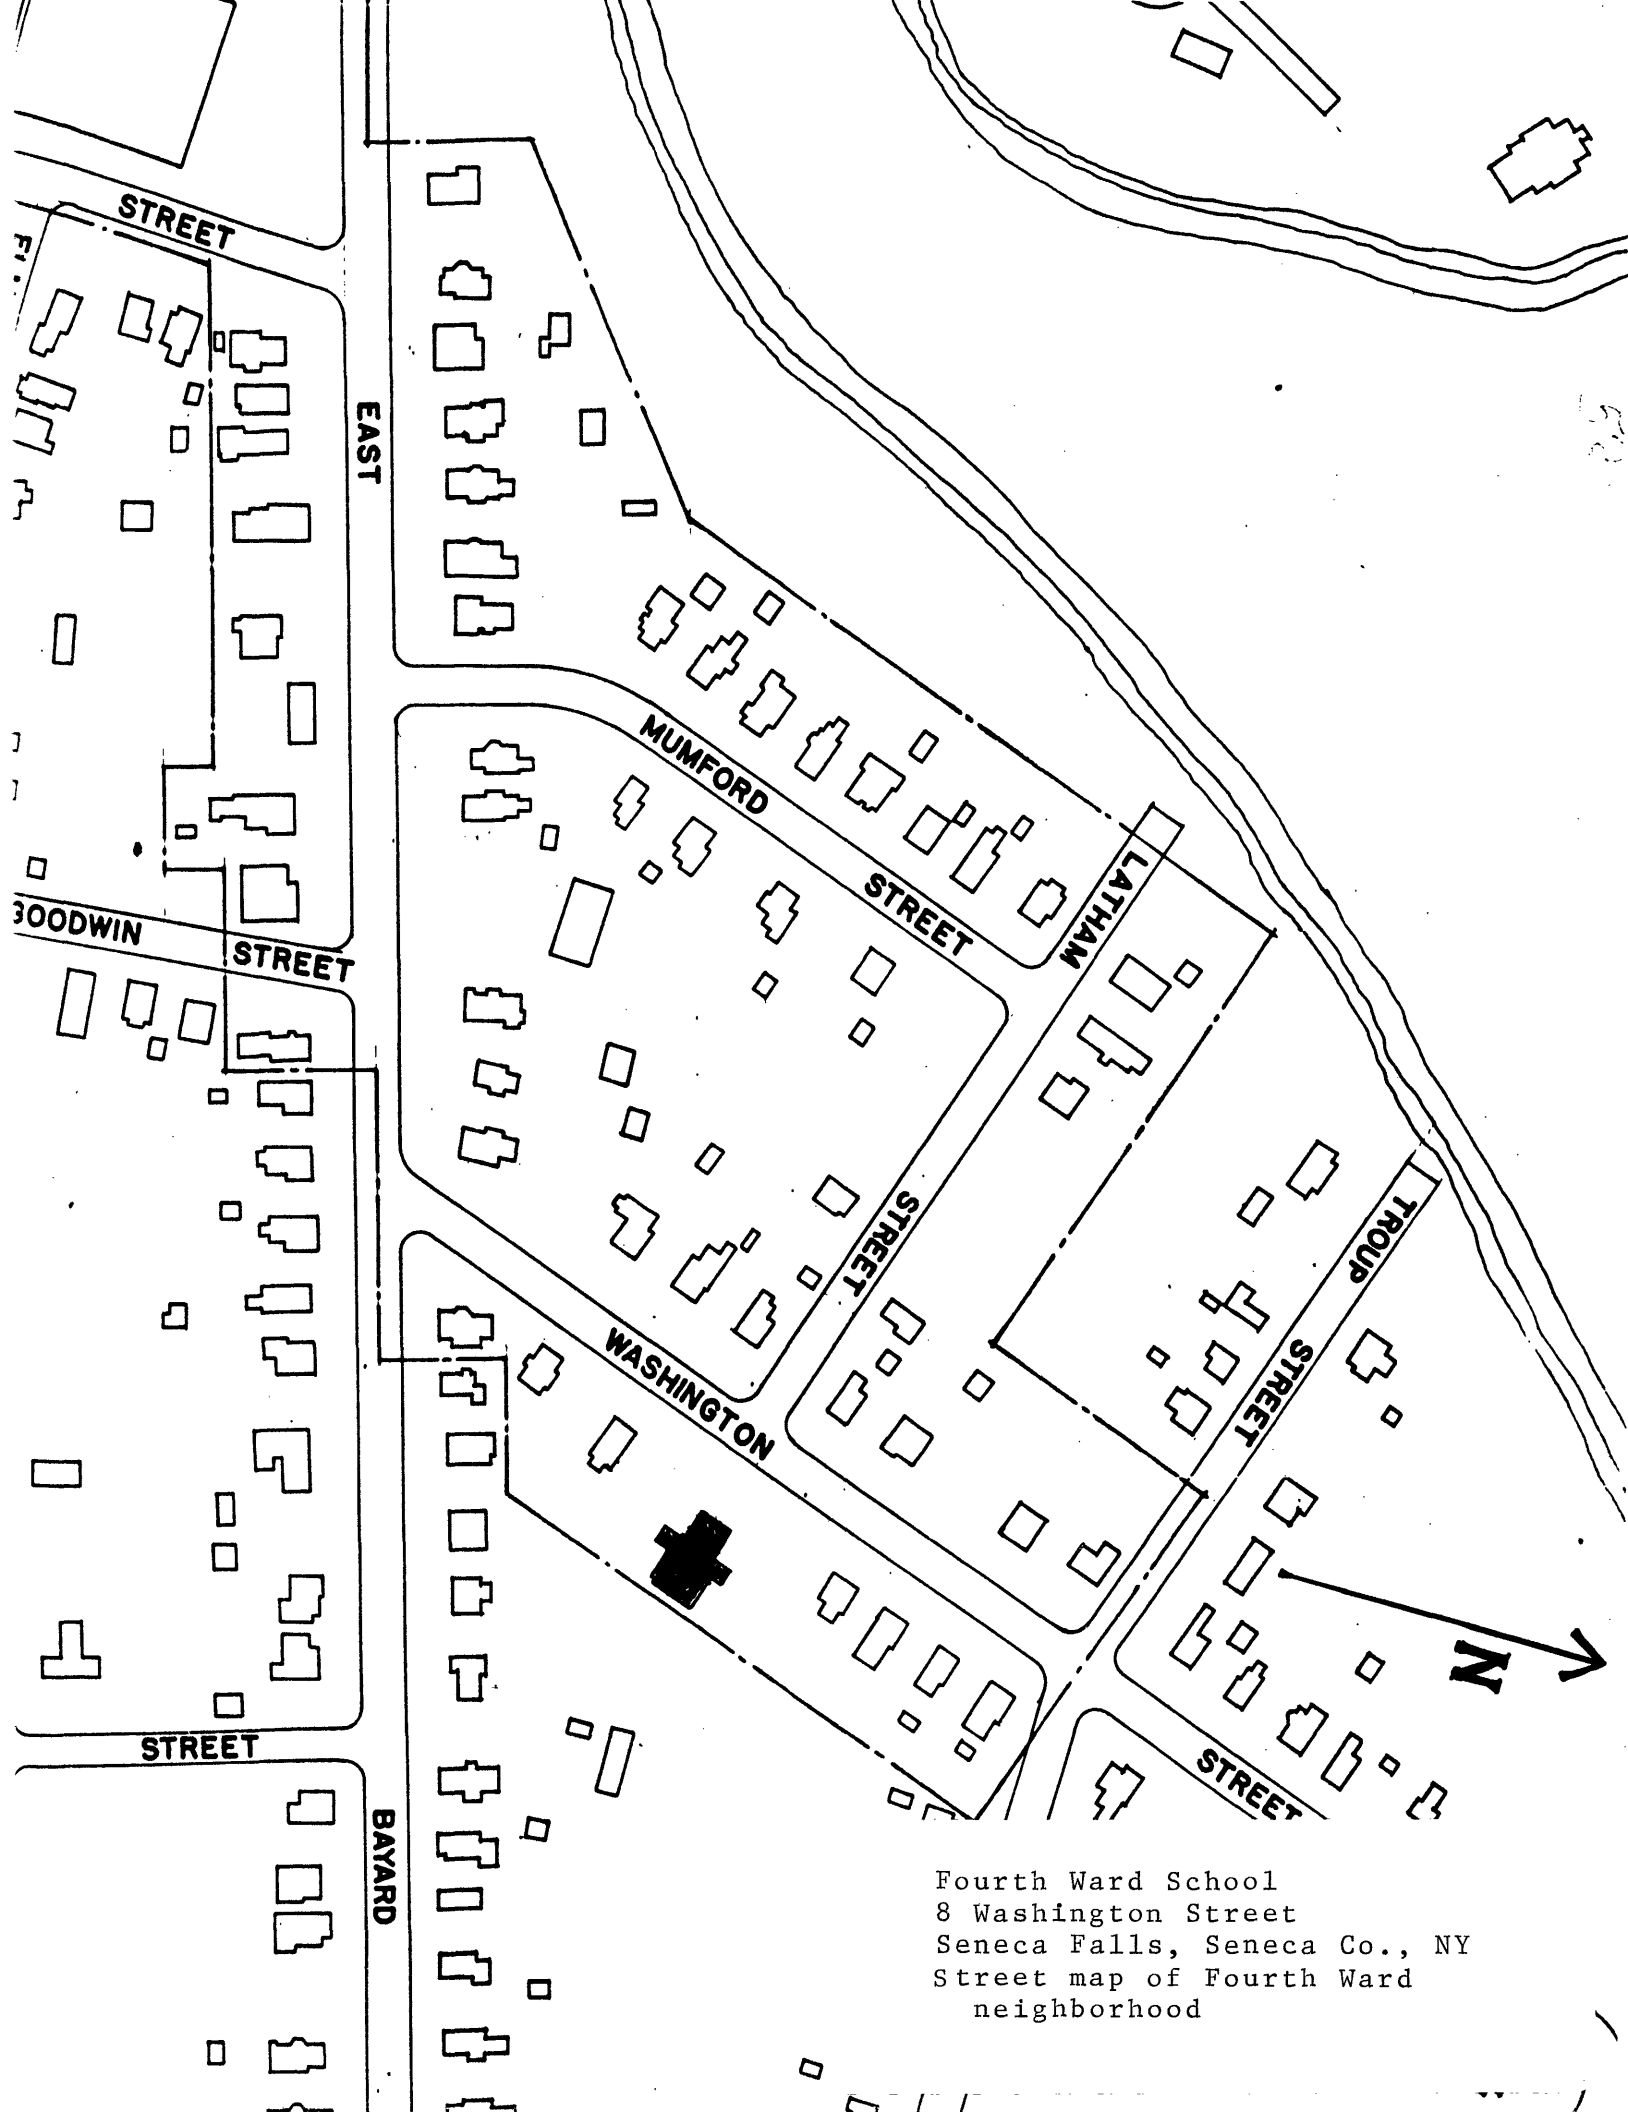 STREET
EAST
MUMFORD
STREET
LATHAM
STREET
STREET
WASHINGTON
STREET
TROUP
STREET
N
STREET
STREET
BAYARD
Fourth Ward School
8 Washington Street
Seneca Falls, Seneca Co., NY
Street map of Fourth Ward
neighborhood